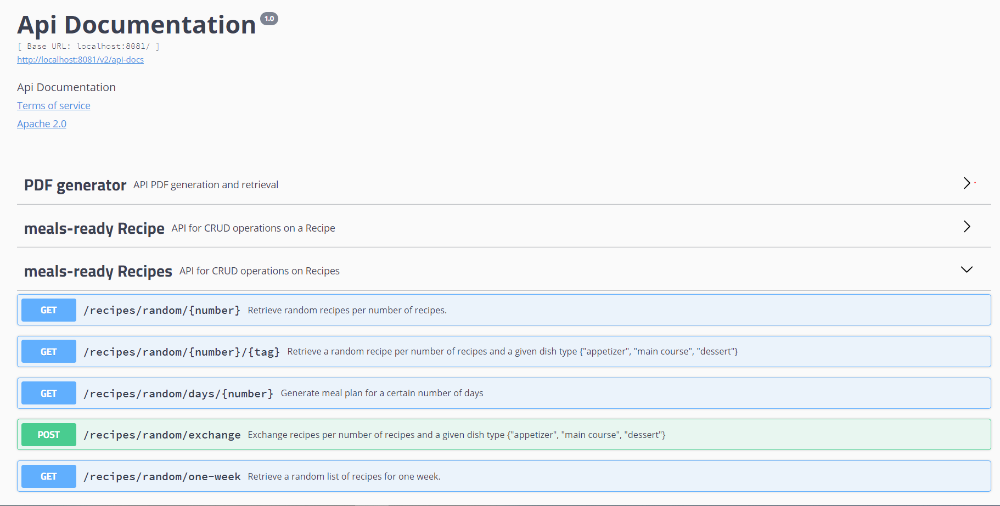 Api Documentation 1.0
[ Base URL: localhost:8081/ ]
http://localhost:8081/v2/api-docs
Api Documentation
Terms of service
Apache 2.0
PDF generator API PDF generation and retrieval
meals-ready Recipe API for CRUD operations on a Recipe
meals-ready Recipes API for CRUD operations on Recipes
GET /recipes/random/{number} Retrieve random recipes per number of recipes.
GET /recipes/random/{number}/{tag} Retrieve a random recipe per number of recipes and a given dish type {"appetizer", "main course", "dessert"}
GET /recipes/random/days/{number} Generate meal plan for a certain number of days
POST /recipes/random/exchange Exchange recipes per number of recipes and a given dish type {"appetizer", "main course", "dessert"}
GET /recipes/random/one-week Retrieve a random list of recipes for one week.